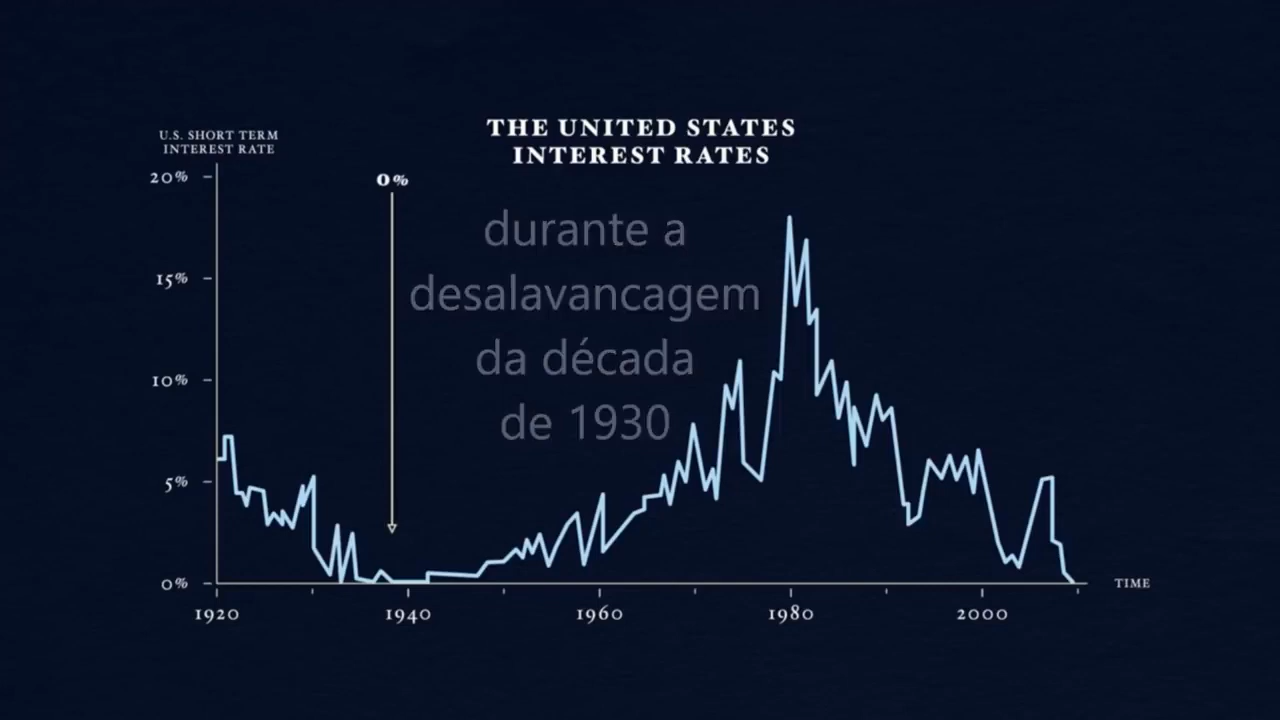 THE UNITED STATES
INTEREST RATES
U.S. SHORT TERM
INTEREST RATE
20%
0%
durante a
desalavancagem
da década
de 1930
15%
10%
5%
0%
TIME
1920
1940
1960
1980
2000